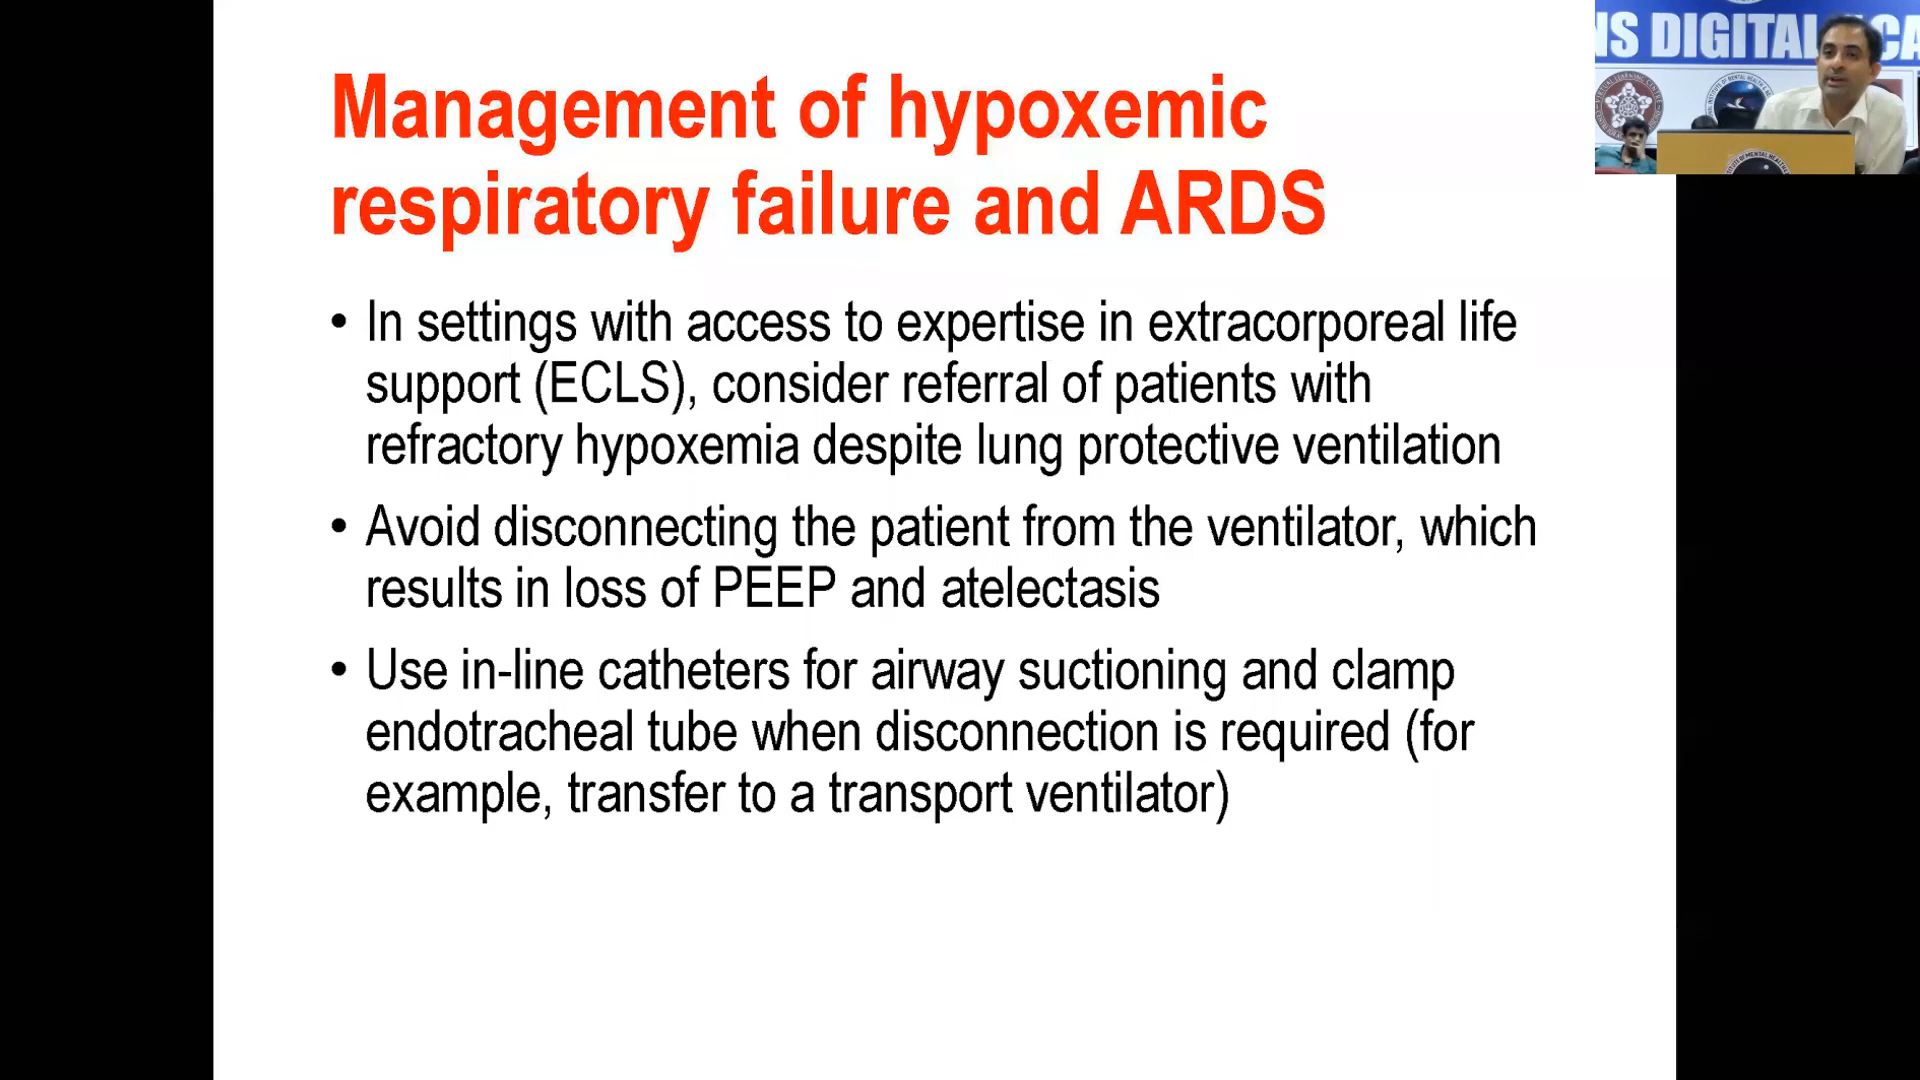 Management of hypoxemic
respiratory failure and ARDS
• In settings with access to expertise in extracorporeal life
support (ECLS), consider referral of patients with
refractory hypoxemia despite lung protective ventilation
• Avoid disconnecting the patient from the ventilator, which
results in loss of PEEP and atelectasis
• Use in-line catheters for airway suctioning and clamp
endotracheal tube when disconnection is required (for
example, transfer to a transport ventilator)
NS DIGITAL ACA